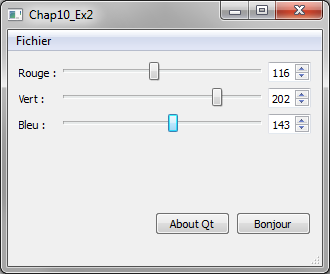 Chap10_Ex2
Fichier
Rouge : 116
Vert : 202
Bleu : 143
About Qt Bonjour